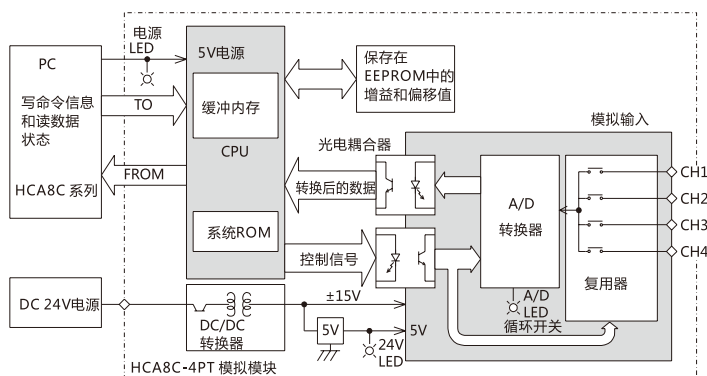 电源
LED
PC
写命令信息
和读数据
状态
HCA8C 系列
TO
FROM
5V电源
缓冲内存
CPU
系统ROM
保存在
EEPROM中的
增益和偏移值
模拟输入
光电耦合器
转换后的数据
控制信号
A/D
转换器
复用器
CH1
CH2
CH3
CH4
A/D
LED
循环开关
DC 24V电源
DC/DC
转换器
±15V
5V
5V
24V
LED
HCA8C-4PT 模拟模块